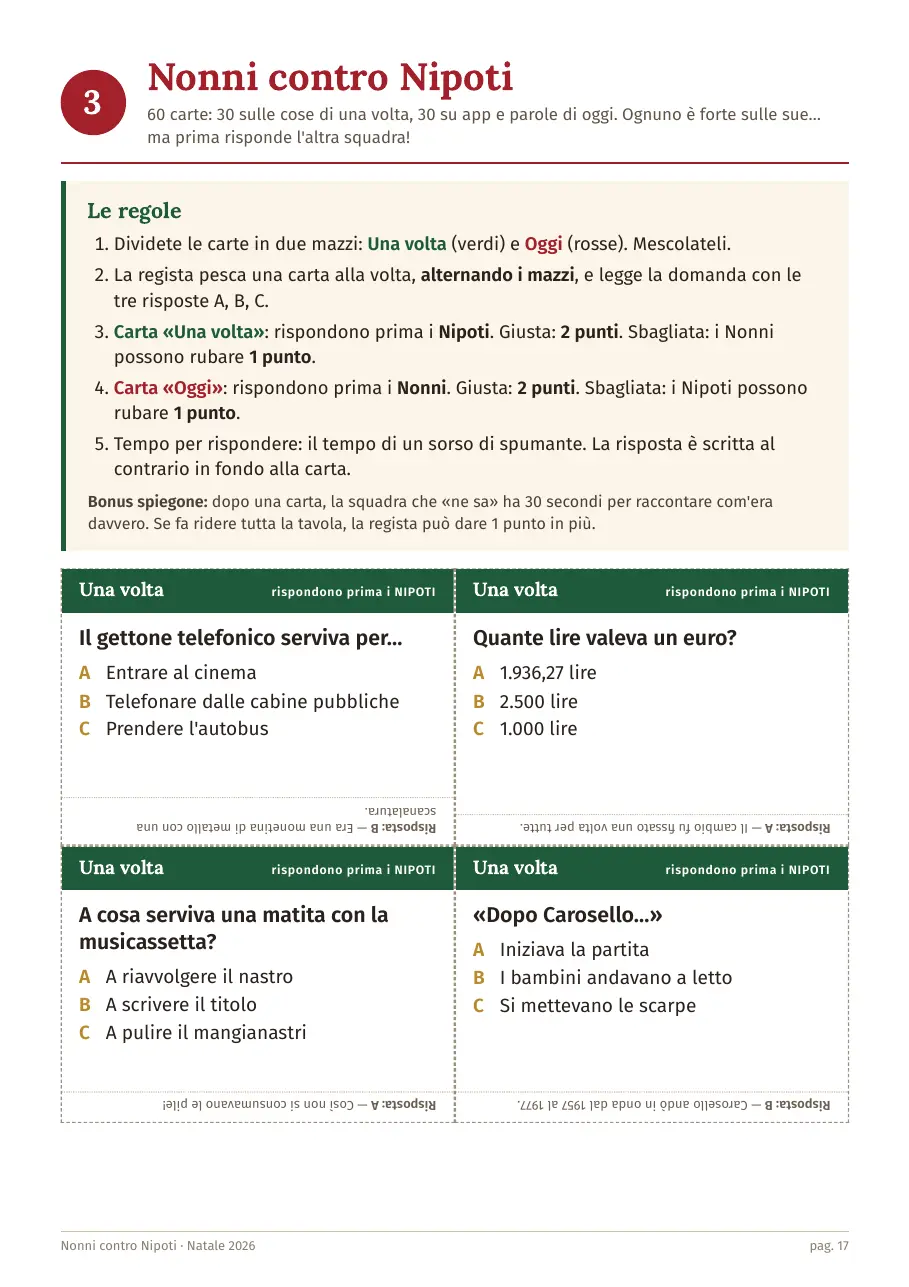 3
Nonni contro Nipoti
60 carte: 30 sulle cose di una volta, 30 su app e parole di oggi. Ognuno è forte sulle sue...
ma prima risponde l'altra squadra!
Le regole
1. Dividete le carte in due mazzi: Una volta (verdi) e Oggi (rosse). Mescolateli.
2. La regista pesca una carta alla volta, alternando i mazzi, e legge la domanda con le
tre risposte A, B, C.
3. Carta «Una volta»: rispondono prima i Nipoti. Giusta: 2 punti. Sbagliata: i Nonni
possono rubare 1 punto.
4. Carta «Oggi»: rispondono prima i Nonni. Giusta: 2 punti. Sbagliata: i Nipoti possono
rubare 1 punto.
5. Tempo per rispondere: il tempo di un sorso di spumante. La risposta è scritta al
contrario in fondo alla carta.
Bonus spiegone: dopo una carta, la squadra che «ne sa» ha 30 secondi per raccontare com'era
davvero. Se fa ridere tutta la tavola, la regista può dare 1 punto in più.
Una volta rispondono prima i NIPOTI
Il gettone telefonico serviva per...
A Entrare al cinema
B Telefonare dalle cabine pubbliche
C Prendere l'autobus
Risposta: B — Era una monetina di metallo con una
scanalatura.
Una volta rispondono prima i NIPOTI
Quante lire valeva un euro?
A 1.936,27 lire
B 2.500 lire
C 1.000 lire
Risposta: A — Il cambio fu fissato una volta per tutte.
Una volta rispondono prima i NIPOTI
A cosa serviva una matita con la
musicassetta?
A A riavvolgere il nastro
B A scrivere il titolo
C A pulire il mangianastri
Risposta: A — Così non si consumavano le pile!
Una volta rispondono prima i NIPOTI
«Dopo Carosello...»
A Iniziava la partita
B I bambini andavano a letto
C Si mettevano le scarpe
Risposta: B — Carosello andò in onda dal 1957 al 1977.
Nonni contro Nipoti · Natale 2026 pag. 17